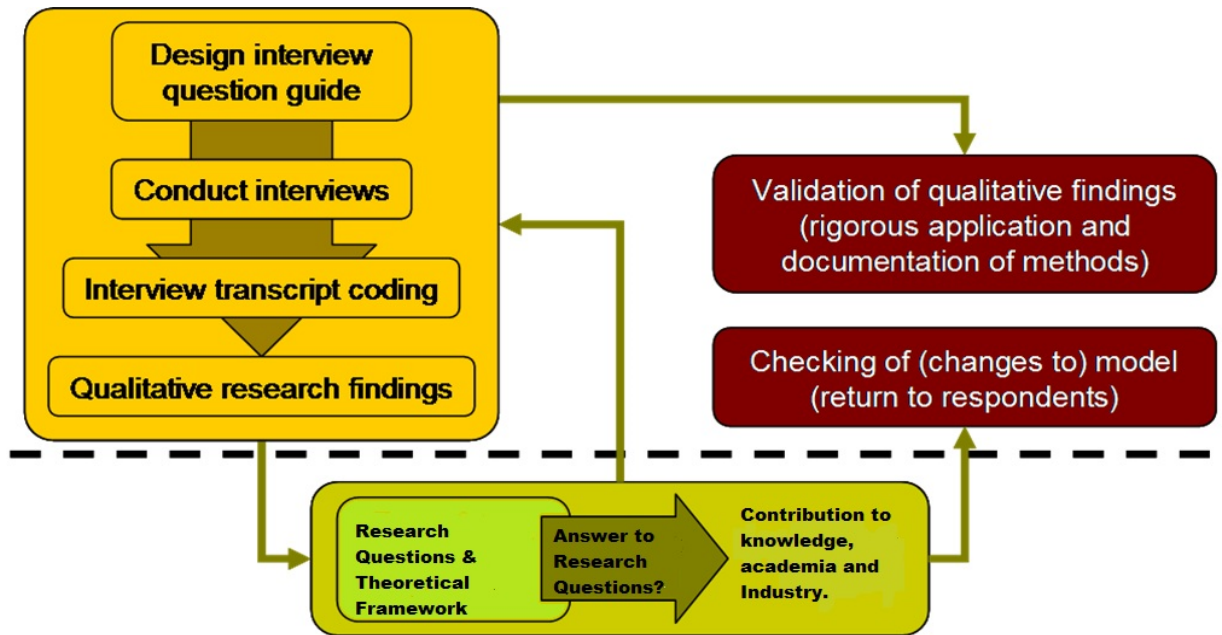 Design interview
question guide
Conduct interviews
Interview transcript coding
Qualitative research findings
Validation of qualitative findings
(rigorous application and
documentation of methods)
Checking of (changes to) model
(return to respondents)
Research
Questions &
Theoretical
Framework
Answer to
Research
Questions?
Contribution to
knowledge,
academia and
Industry.